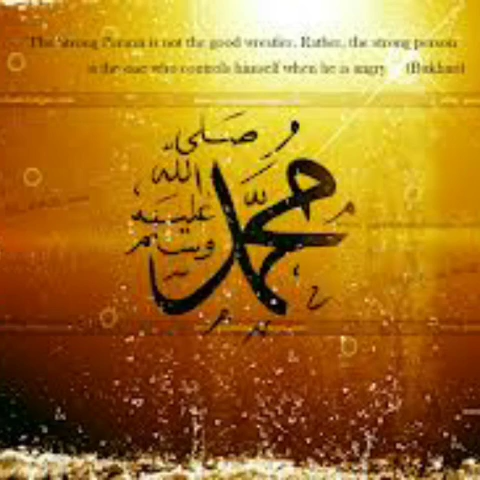 The Strong Person is not the good wrestler. Rather, the strong person
is the one who controls himself when he is angry (Bukhari)
محمد
صلى
الله
عليه
وسلم